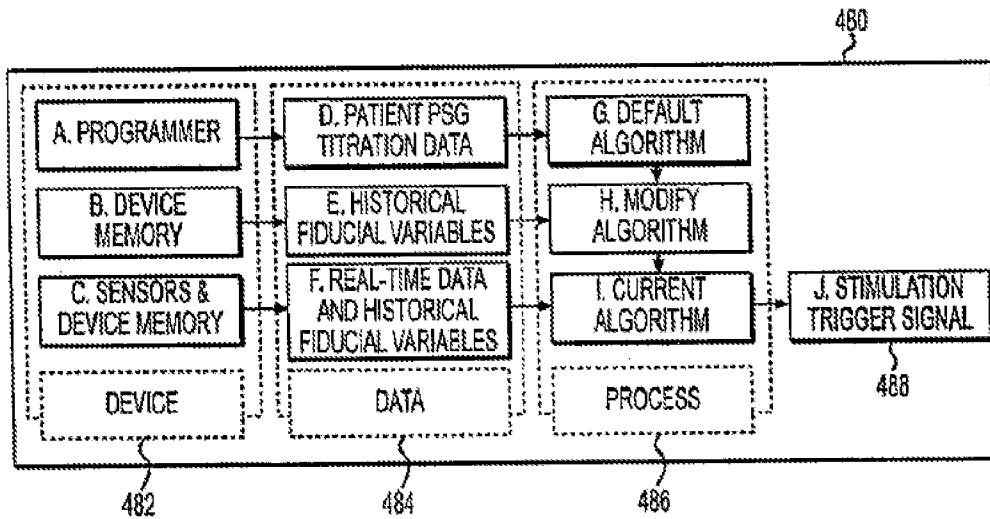 480
A. PROGRAMMER
D. PATIENT PSG
TITRATION DATA
G. DEFAULT
ALGORITHM
B. DEVICE
MEMORY
E. HISTORICAL
FIDUCIAL VARIABLES
H. MODIFY
ALGORITHM
C. SENSORS &
DEVICE MEMORY
F. REAL-TIME DATA
AND HISTORICAL
FIDUCIAL VARIABLES
I. CURRENT
ALGORITHM
J. STIMULATION
TRIGGER SIGNAL
488
DEVICE
DATA
PROCESS
482
484
486